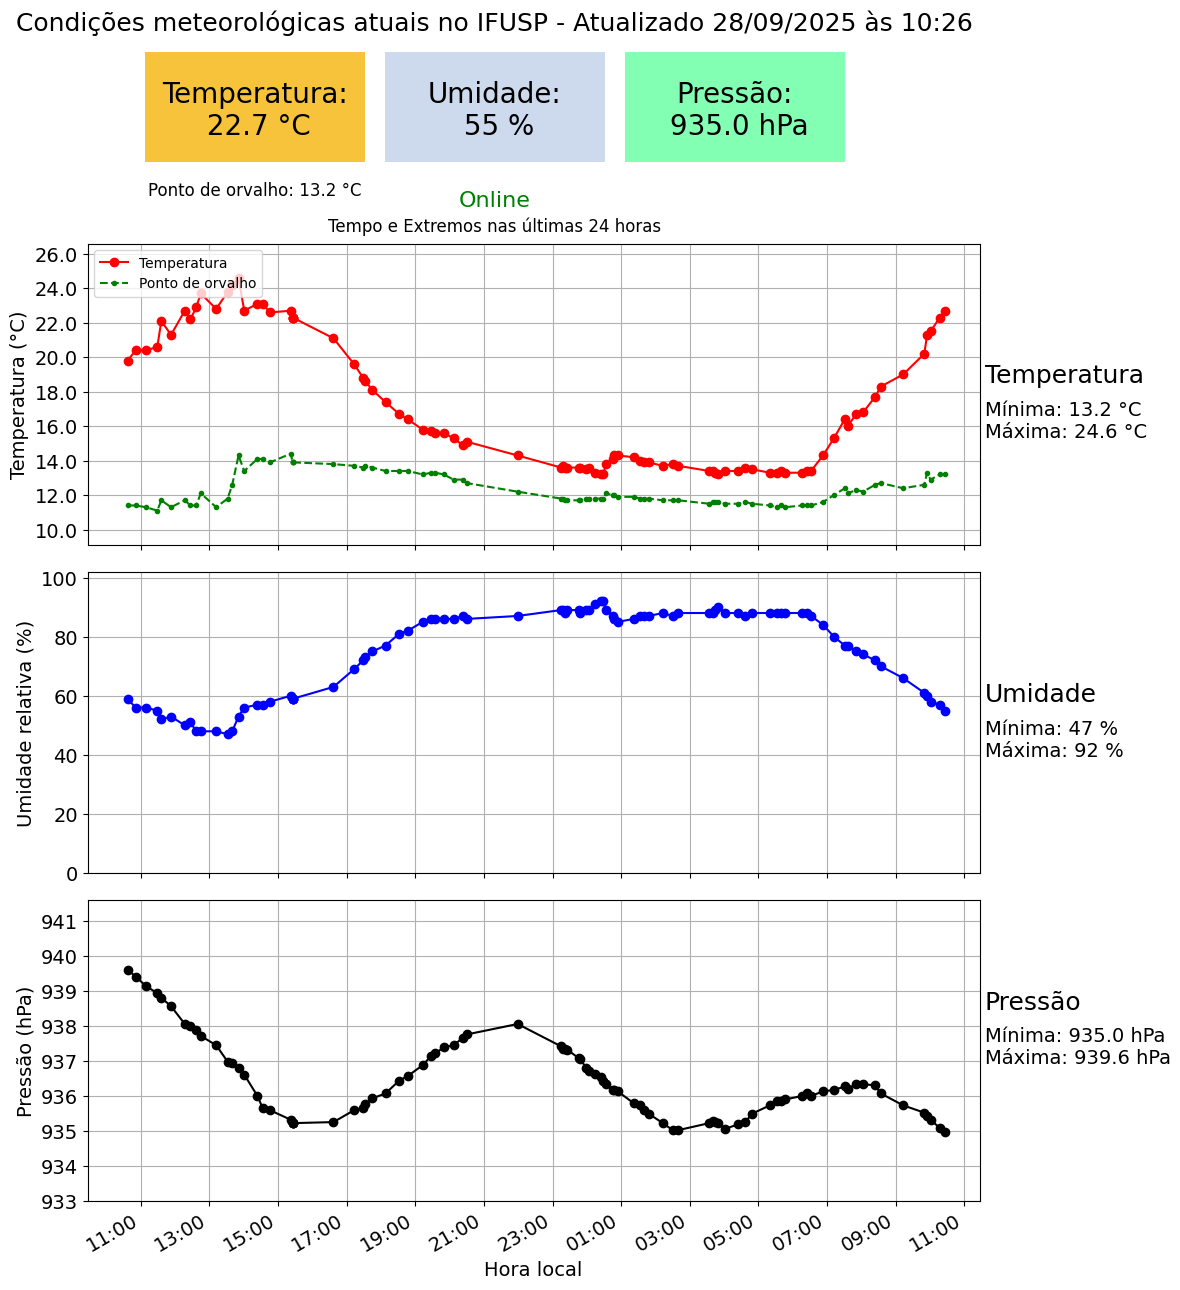 Condições meteorológicas atuais no IFUSP - Atualizado 28/09/2025 às 10:26
Temperatura:
22.7 °C
Umidade:
55 %
Pressão:
935.0 hPa
Ponto de orvalho: 13.2 °C
Online
Tempo e Extremos nas últimas 24 horas
Temperatura
Ponto de orvalho
Temperatura (°C)
26.0
24.0
22.0
20.0
18.0
16.0
14.0
12.0
10.0
Temperatura
Mínima: 13.2 °C
Máxima: 24.6 °C
Umidade relativa (%)
100
80
60
40
20
0
Umidade
Mínima: 47 %
Máxima: 92 %
Pressão (hPa)
941
940
939
938
937
936
935
934
933
Pressão
Mínima: 935.0 hPa
Máxima: 939.6 hPa
11:00 13:00 15:00 17:00 19:00 21:00 23:00 01:00 03:00 05:00 07:00 09:00 11:00
Hora local